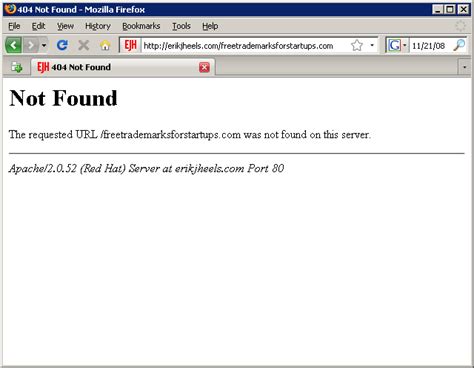 404 Not Found - Mozilla Firefox
File Edit View History Bookmarks Tools Help
EJH http://erikjheels.com/freetrademarksforstartups.com G 11/21/08
EJH 404 Not Found
Not Found
The requested URL /freetrademarksforstartups.com was not found on this server.
Apache/2.0.52 (Red Hat) Server at erikjheels.com Port 80